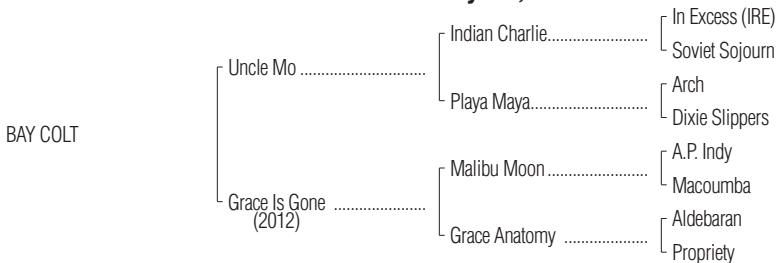 In Excess (IRE)
Indian Charlie........................
Soviet Sojourn
Uncle Mo ..............................
Arch
Playa Maya............................
Dixie Slippers
BAY COLT
A.P. Indy
Malibu Moon........................
Macoumba
Grace Is Gone ......................
(2012)
Aldebaran
Grace Anatomy ....................
Propriety